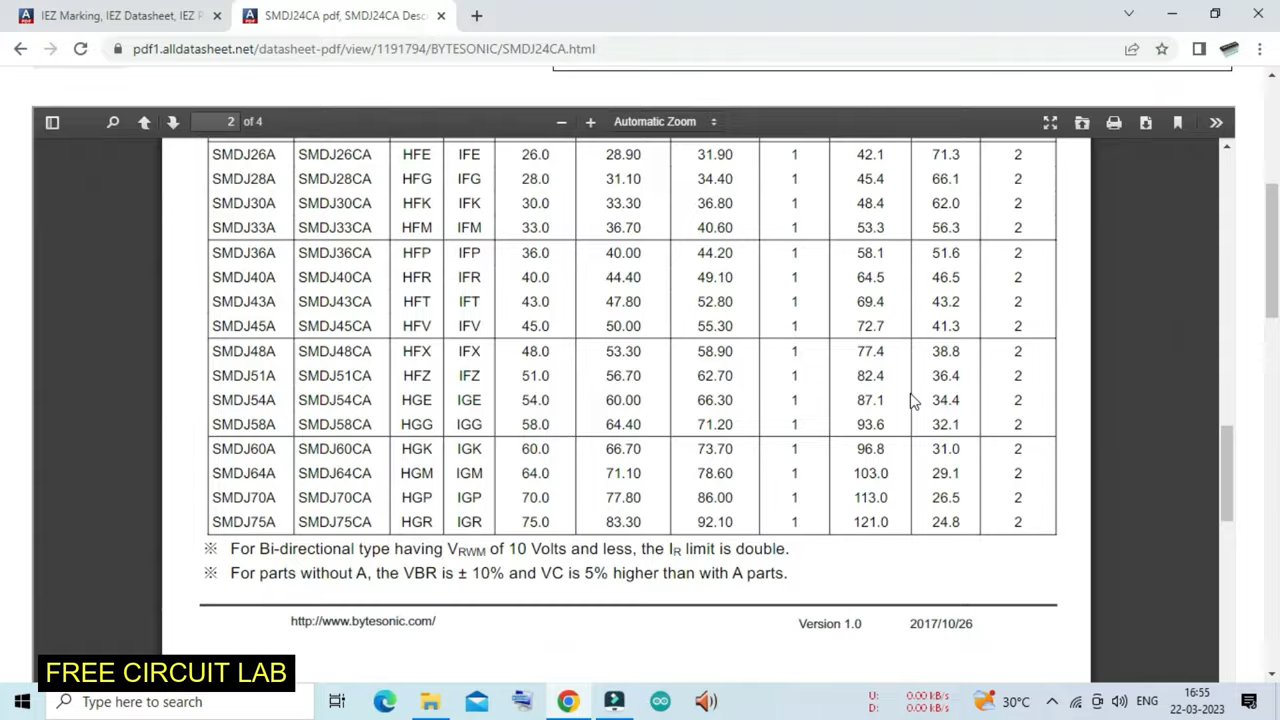 IEZ Marking, IEZ Datasheet, IEZ P
SMDJ24CA pdf, SMDJ24CA Desc
pdf1.alldatasheet.net/datasheet-pdf/view/1191794/BYTESONIC/SMDJ24CA.html
2 of 4
Automatic Zoom
SMDJ26A SMDJ26CA HFE IFE 26.0 28.90 31.90 1 42.1 71.3 2
SMDJ28A SMDJ28CA HFG IFG 28.0 31.10 34.40 1 45.4 66.1 2
SMDJ30A SMDJ30CA HFK IFK 30.0 33.30 36.80 1 48.4 62.0 2
SMDJ33A SMDJ33CA HFM IFM 33.0 36.70 40.60 1 53.3 56.3 2
SMDJ36A SMDJ36CA HFP IFP 36.0 40.00 44.20 1 58.1 51.6 2
SMDJ40A SMDJ40CA HFR IFR 40.0 44.40 49.10 1 64.5 46.5 2
SMDJ43A SMDJ43CA HFT IFT 43.0 47.80 52.80 1 69.4 43.2 2
SMDJ45A SMDJ45CA HFV IFV 45.0 50.00 55.30 1 72.7 41.3 2
SMDJ48A SMDJ48CA HFX IFX 48.0 53.30 58.90 1 77.4 38.8 2
SMDJ51A SMDJ51CA HFZ IFZ 51.0 56.70 62.70 1 82.4 36.4 2
SMDJ54A SMDJ54CA HGE IGE 54.0 60.00 66.30 1 87.1 34.4 2
SMDJ58A SMDJ58CA HGG IGG 58.0 64.40 71.20 1 93.6 32.1 2
SMDJ60A SMDJ60CA HGK IGK 60.0 66.70 73.70 1 96.8 31.0 2
SMDJ64A SMDJ64CA HGM IGM 64.0 71.10 78.60 1 103.0 29.1 2
SMDJ70A SMDJ70CA HGP IGP 70.0 77.80 86.00 1 113.0 26.5 2
SMDJ75A SMDJ75CA HGR IGR 75.0 83.30 92.10 1 121.0 24.8 2
※ For Bi-directional type having VRWM of 10 Volts and less, the IR limit is double.
※ For parts without A, the VBR is ± 10% and VC is 5% higher than with A parts.
http://www.bytesonic.com/ Version 1.0 2017/10/26
FREE CIRCUIT LAB
Type here to search
U: 0.00 kB/s
D: 0.00 kB/s
30°C
ENG
16:55
22-03-2023